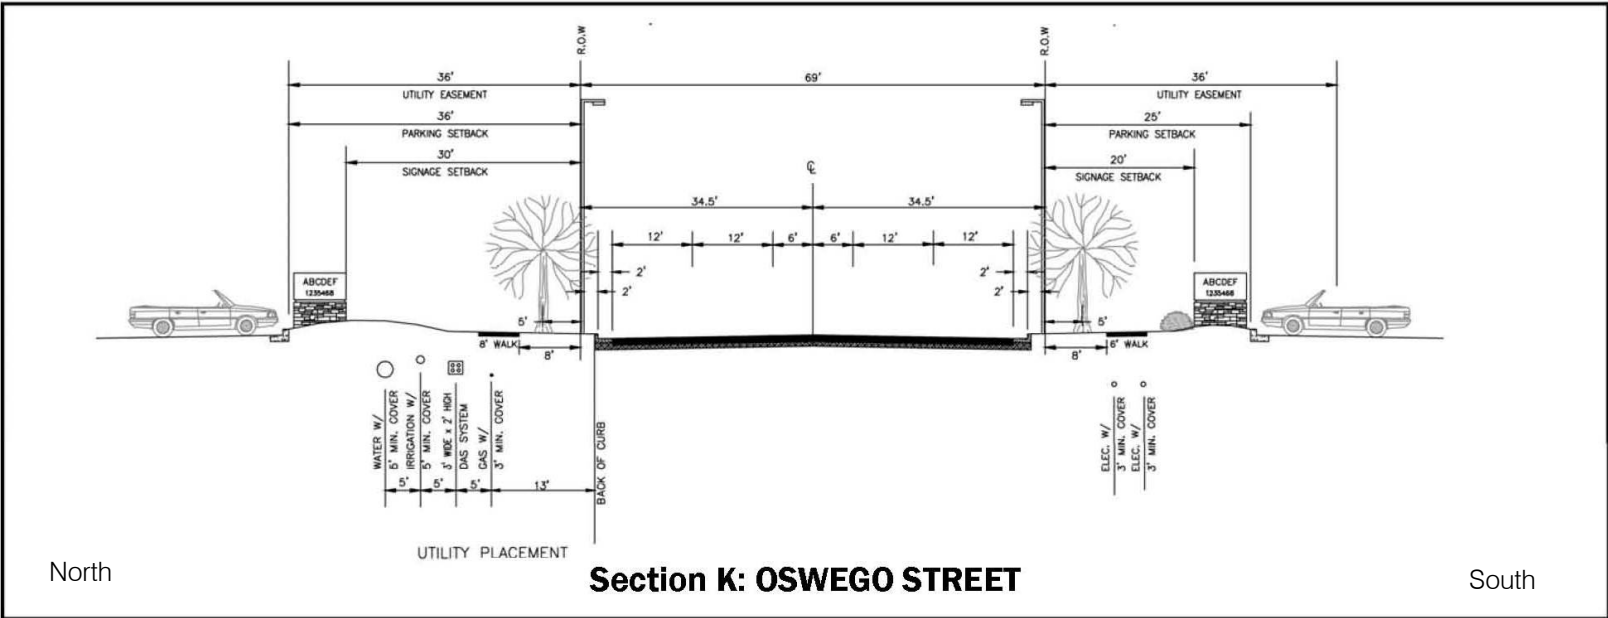 R.O.W
R.O.W
36'
UTILITY EASEMENT
69'
36'
UTILITY EASEMENT
36'
PARKING SETBACK
25'
PARKING SETBACK
30'
SIGNAGE SETBACK
20'
SIGNAGE SETBACK
℄
34.5'
34.5'
12'
12'
6'
6'
12'
12'
2'
2'
2'
2'
ABCDEF
1235468
ABCDEF
1235468
5'
5'
8' WALK
8'
8'
6' WALK
WATER W/
5' MIN. COVER
IRRIGATION W/
5' MIN. COVER
3' WIDE x 2' HIGH
DAS SYSTEM
GAS W/
3' MIN. COVER
BACK OF CURB
ELEC. W/
3' MIN. COVER
ELEC. W/
3' MIN. COVER
5'
5'
5'
13'
UTILITY PLACEMENT
North
Section K: OSWEGO STREET
South